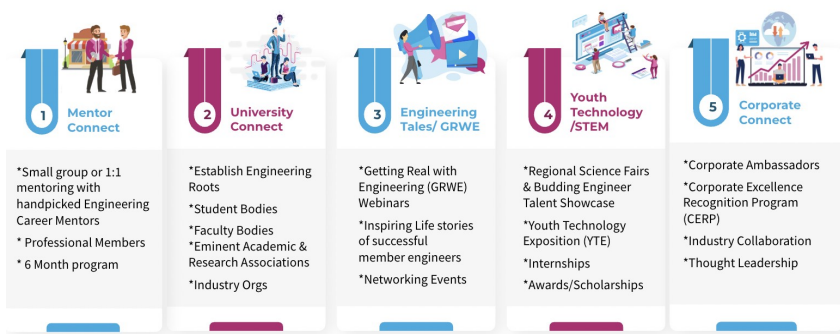 1
Mentor
Connect
*Small group or 1:1
mentoring with
handpicked Engineering
Career Mentors
* Professional Members
* 6 Month program
2
University
Connect
*Establish Engineering
Roots
*Student Bodies
*Faculty Bodies
*Eminent Academic &
Research Associations
*Industry Orgs
3
Engineering
Tales/ GRWE
*Getting Real with
Engineering (GRWE)
Webinars
*Inspiring Life stories
of successful
member engineers
*Networking Events
4
Youth
Technology
/STEM
*Regional Science Fairs
& Budding Engineer
Talent Showcase
*Youth Technology
Exposition (YTE)
*Internships
*Awards/Scholarships
5
Corporate
Connect
*Corporate Ambassadors
*Corporate Excellence
Recognition Program
(CERP)
*Industry Collaboration
*Thought Leadership